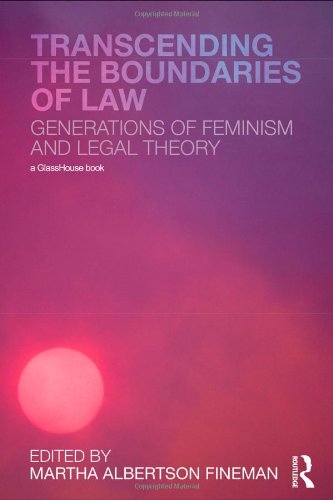 TRANSCENDING
THE BOUNDARIES
OF LAW
GENERATIONS OF FEMINISM
AND LEGAL THEORY
a GlassHouse book
EDITED BY
MARTHA ALBERTSON FINEMAN
ROUTLEDGE